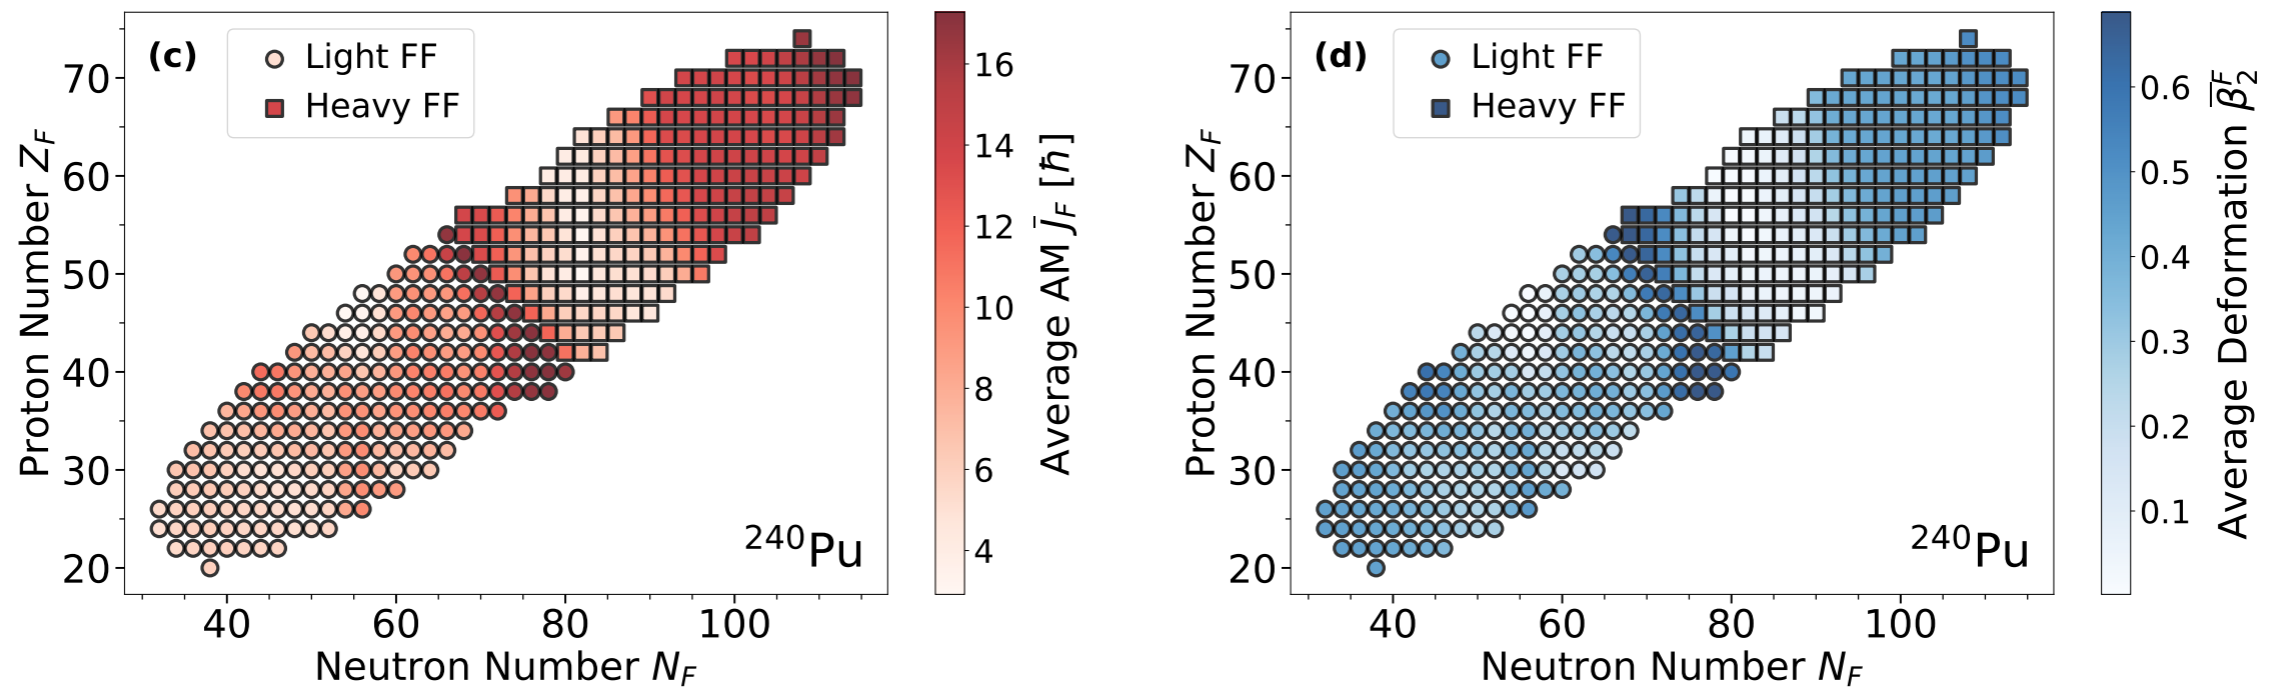 (c)
Light FF
Heavy FF
70
60
50
40
30
20
Proton Number Z_F
40
60
80
100
Neutron Number N_F
²⁴⁰Pu
16
14
12
10
8
6
4
Average AM J̄_F [ħ]
(d)
Light FF
Heavy FF
70
60
50
40
30
20
Proton Number Z_F
40
60
80
100
Neutron Number N_F
²⁴⁰Pu
0.6
0.5
0.4
0.3
0.2
0.1
Average Deformation β̅₂^F